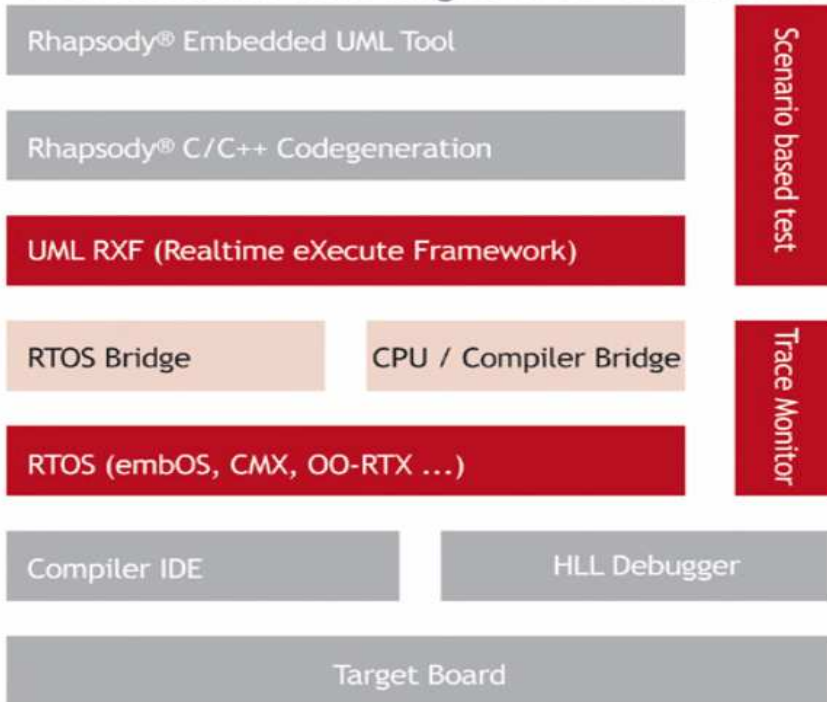 Rhapsody® Embedded UML Tool
Rhapsody® C/C++ Codegeneration
UML RXF (Realtime eXecute Framework)
RTOS Bridge
CPU / Compiler Bridge
RTOS (embOS, CMX, OO-RTX ...)
Compiler IDE
HLL Debugger
Target Board
Scenario based test
Trace Monitor